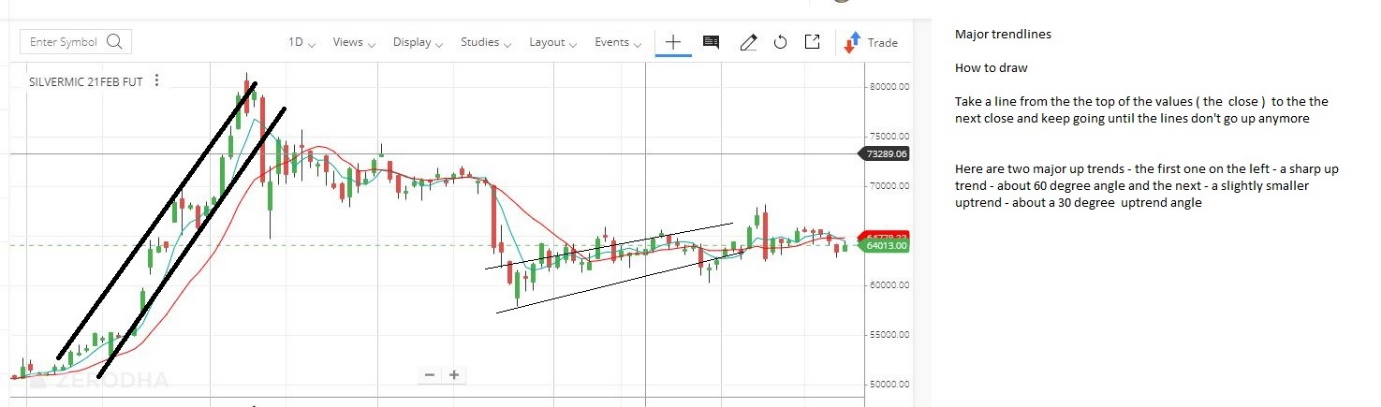 Enter Symbol
1D Views Display Studies Layout Events Trade
SILVERMIC 21FEB FUT
80000.00
75000.00
73289.06
70000.00
64013.00
60000.00
55000.00
50000.00
ZERODHA
Major trendlines
How to draw
Take a line from the the top of the values ( the close ) to the the
next close and keep going until the lines don't go up anymore
Here are two major up trends - the first one on the left - a sharp up
trend - about 60 degree angle and the next - a slightly smaller
uptrend - about a 30 degree uptrend angle